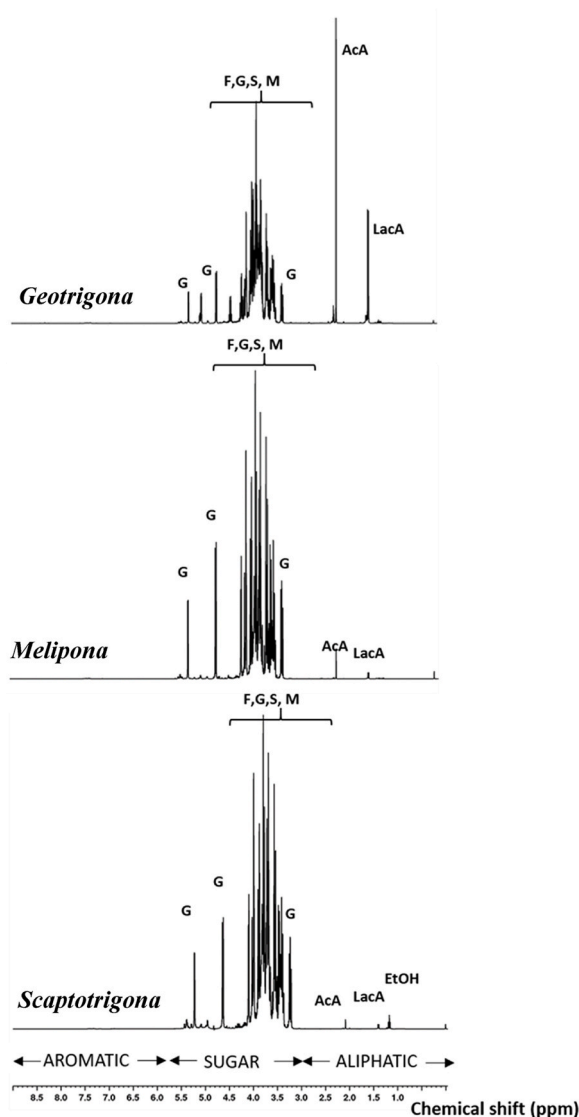 AcA
F,G,S, M
LacA
G
G
G
Geotrigona
F,G,S, M
G
G
G
Melipona
AcA
LacA
F,G,S, M
G
G
G
EtOH
AcA
LacA
Scaptotrigona
AROMATIC SUGAR ALIPHATIC
8.5 8.0 7.5 7.0 6.5 6.0 5.5 5.0 4.5 4.0 3.5 3.0 2.5 2.0 1.5 1.0
Chemical shift (ppm)